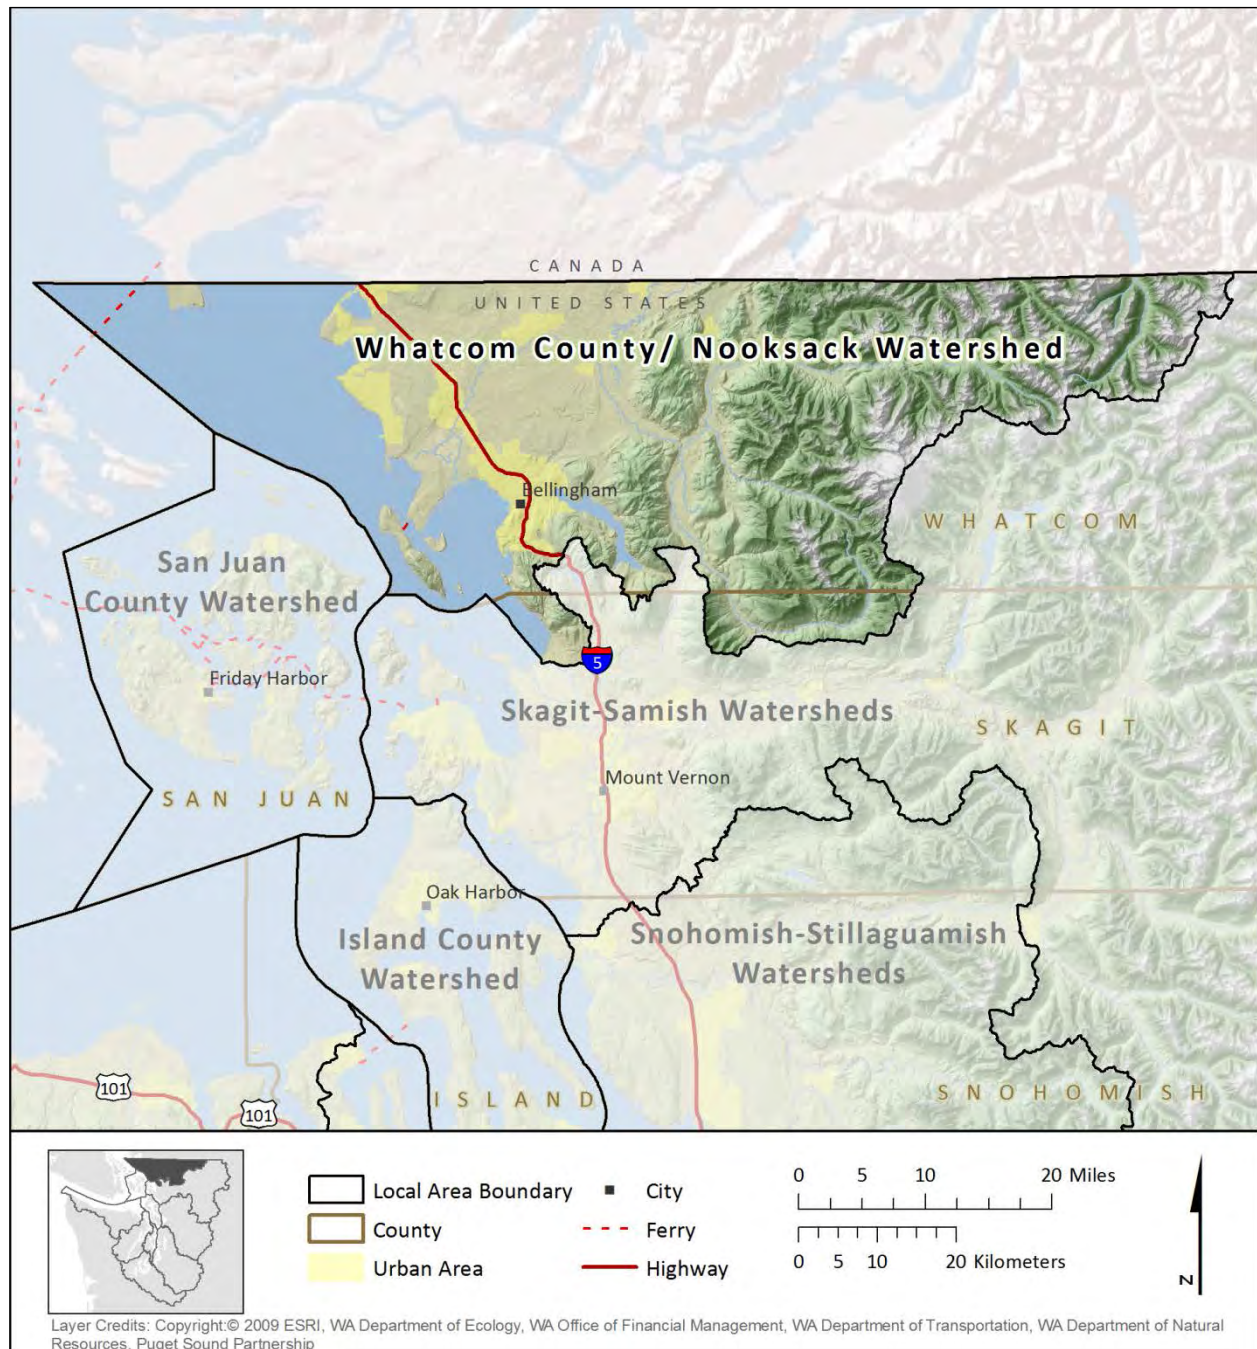 CANADA
UNITED STATES
Whatcom County/ Nooksack Watershed
Bellingham
WHATCOM
San Juan
County Watershed
Friday Harbor
5
Skagit-Samish Watersheds
SKAGIT
Mount Vernon
SAN JUAN
Oak Harbor
Island County
Watershed
Snohomish-Stillaguamish
Watersheds
101
101
ISLAND
SNOHOMISH
Local Area Boundary
County
Urban Area
City
Ferry
Highway
0 5 10 20 Miles
0 5 10 20 Kilometers
N
Layer Credits: Copyright:© 2009 ESRI, WA Department of Ecology, WA Office of Financial Management, WA Department of Transportation, WA Department of Natural
Resources, Puget Sound Partnership